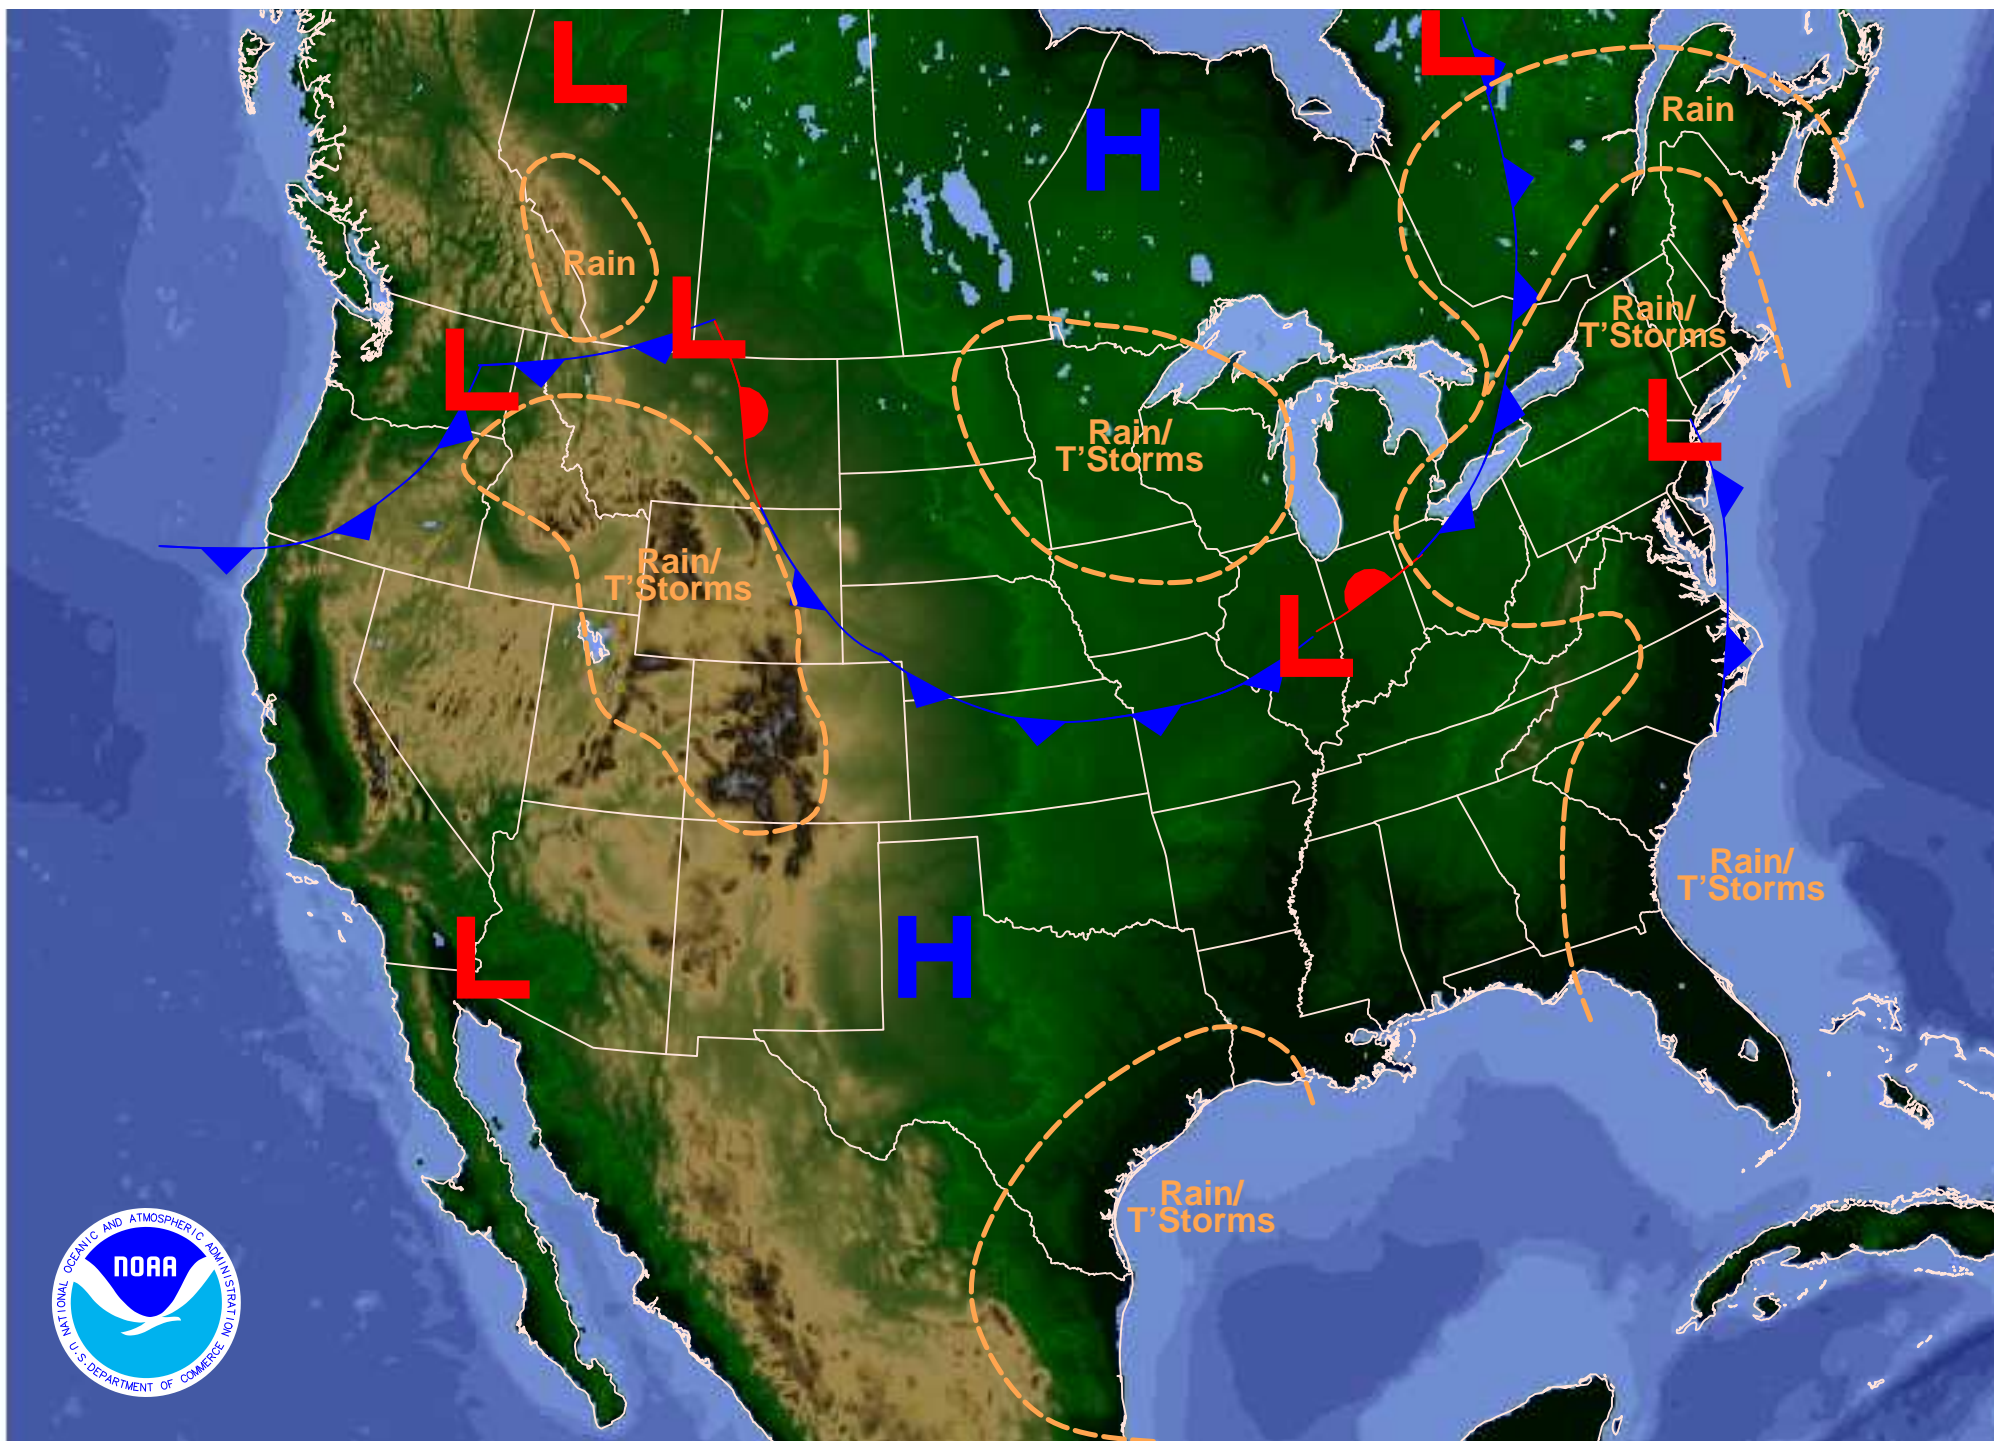 L
L
H
Rain
Rain
L
L
Rain/
T'Storms
L
Rain/
T'Storms
Rain/
T'Storms
L
Rain/
T'Storms
L
H
Rain/
T'Storms
NATIONAL OCEANIC AND ATMOSPHERIC ADMINISTRATION
NOAA
U.S. DEPARTMENT OF COMMERCE